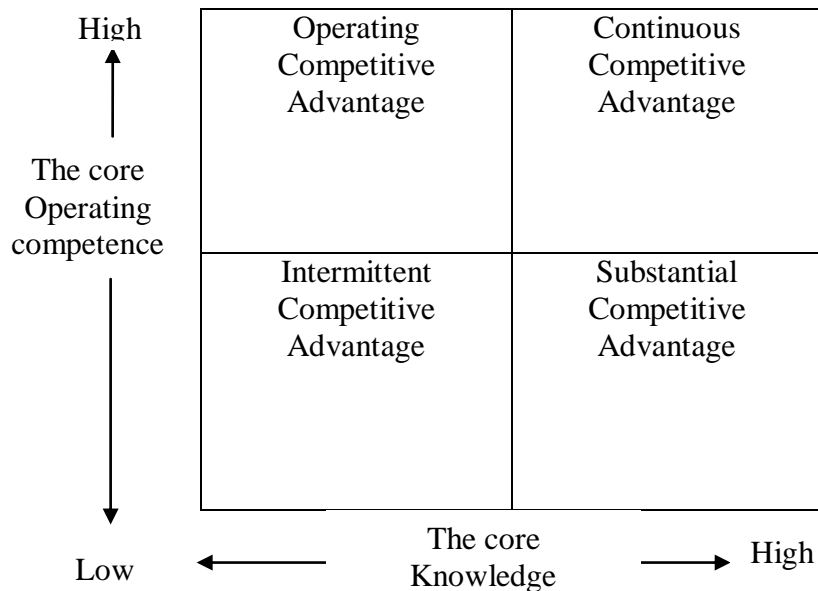 High
Operating
Competitive
Advantage
Continuous
Competitive
Advantage
The core
Operating
competence
Intermittent
Competitive
Advantage
Substantial
Competitive
Advantage
Low
The core
Knowledge
High